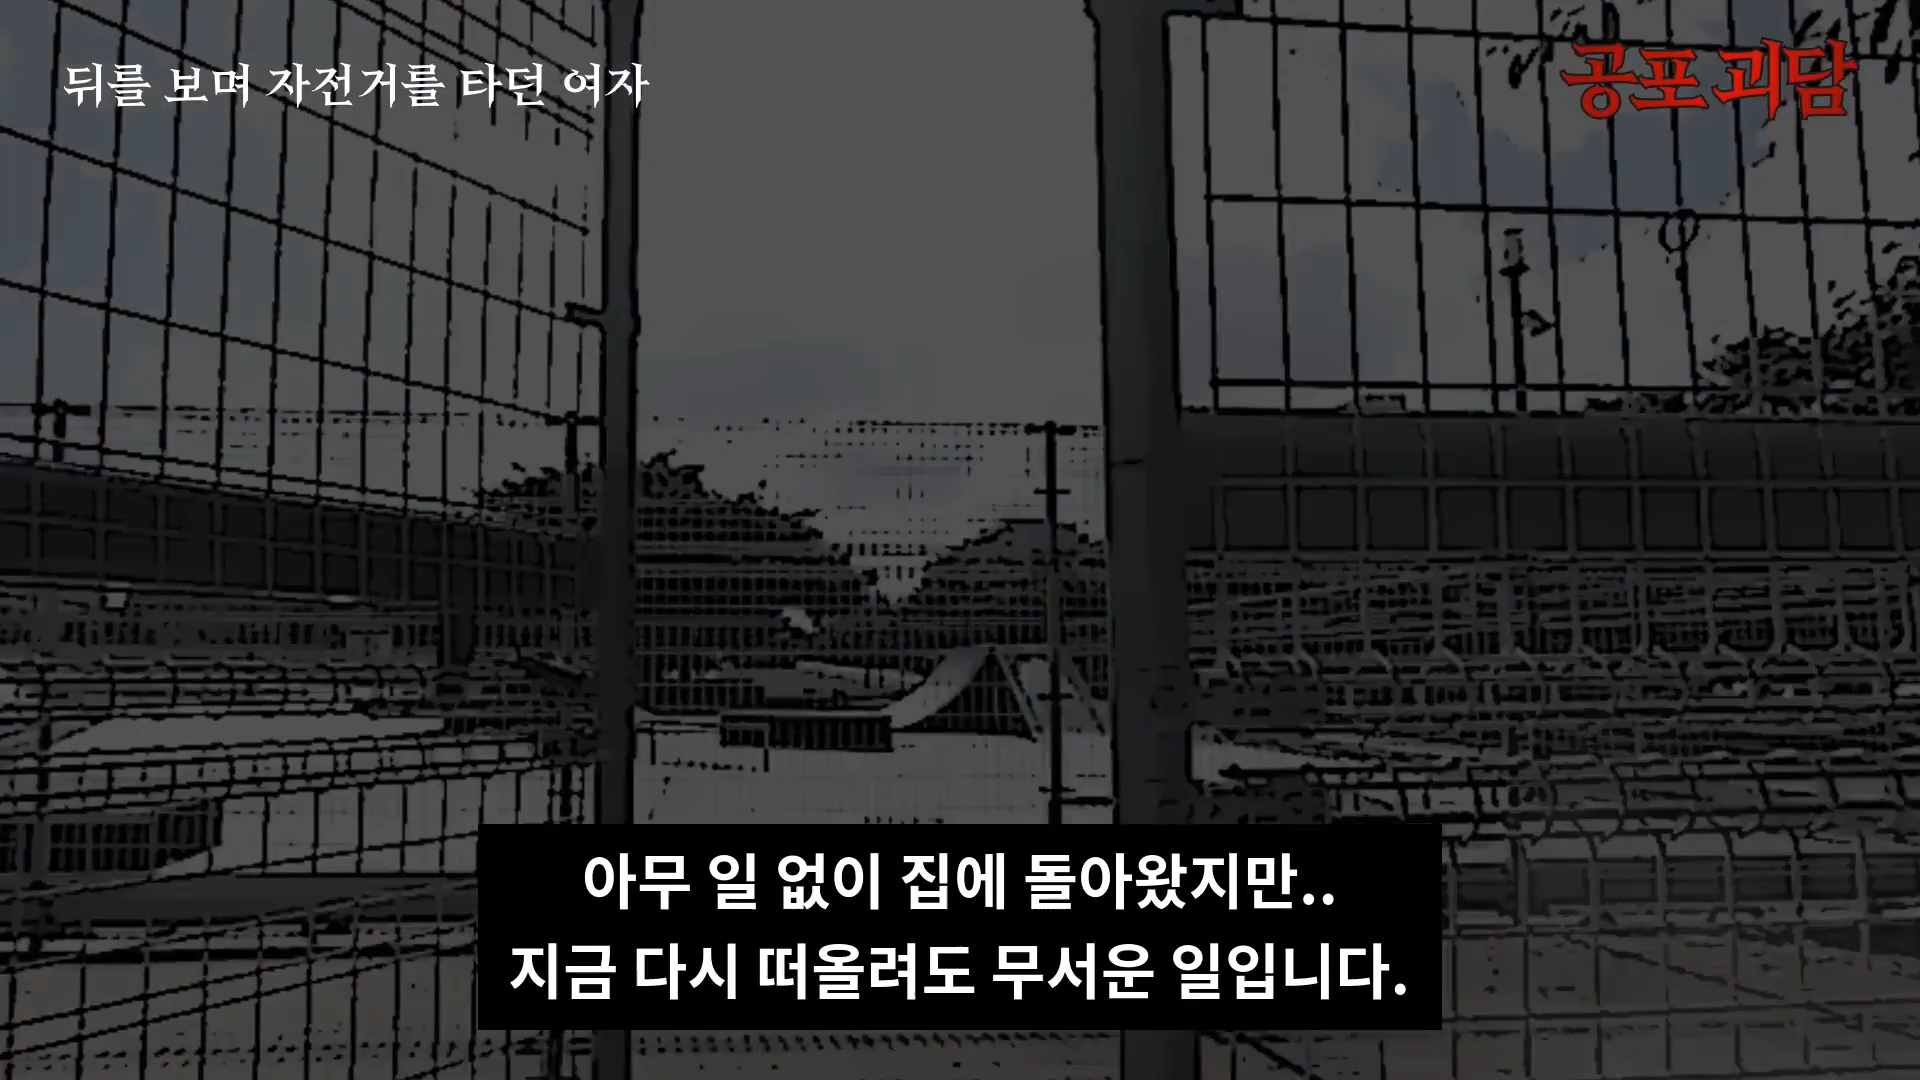 뒤를 보며 자전거를 타던 여자
공포괴담
아무 일 없이 집에 돌아왔지만..
지금 다시 떠올려도 무서운 일입니다.